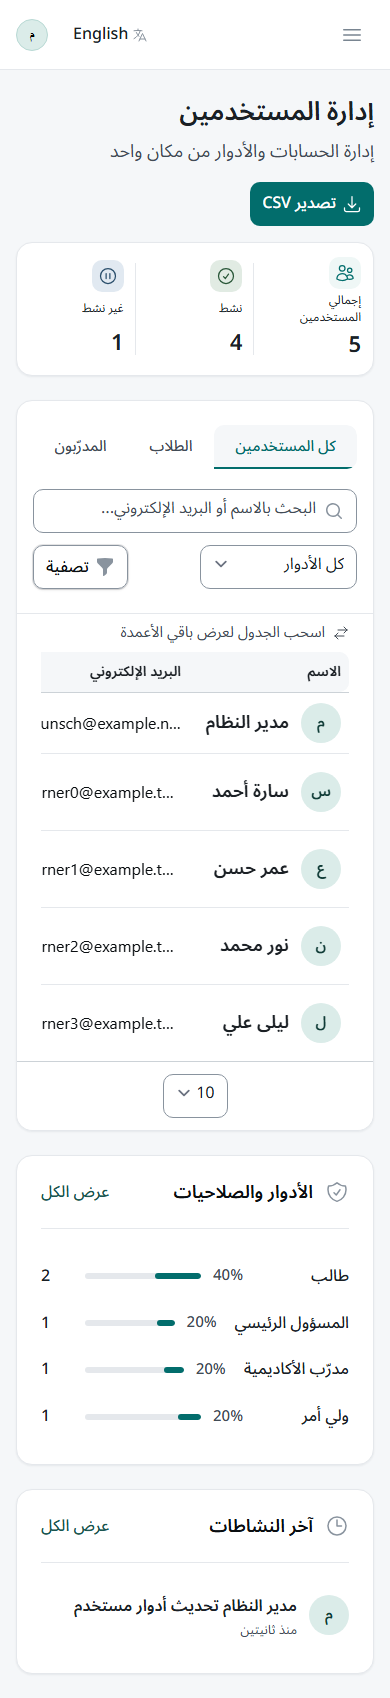 English
م
إدارة المستخدمين
إدارة الحسابات والأدوار من مكان واحد
تصدير CSV
إجمالي المستخدمين
5
نشط
4
غير نشط
1
كل المستخدمين
الطلاب
المدرّبون
البحث بالاسم أو البريد الإلكتروني...
كل الأدوار
تصفية
اسحب الجدول لعرض باقي الأعمدة
الاسم
البريد الإلكتروني
م
مدير النظام
unsch@example.n...
س
سارة أحمد
rner0@example.t...
ع
عمر حسن
rner1@example.t...
ن
نور محمد
rner2@example.t...
ل
ليلى علي
rner3@example.t...
10
الأدوار والصلاحيات
عرض الكل
طالب
40%
2
المسؤول الرئيسي
20%
1
مدرّب الأكاديمية
20%
1
ولي أمر
20%
1
آخر النشاطات
عرض الكل
م
مدير النظام تحديث أدوار مستخدم
منذ ثانيتين